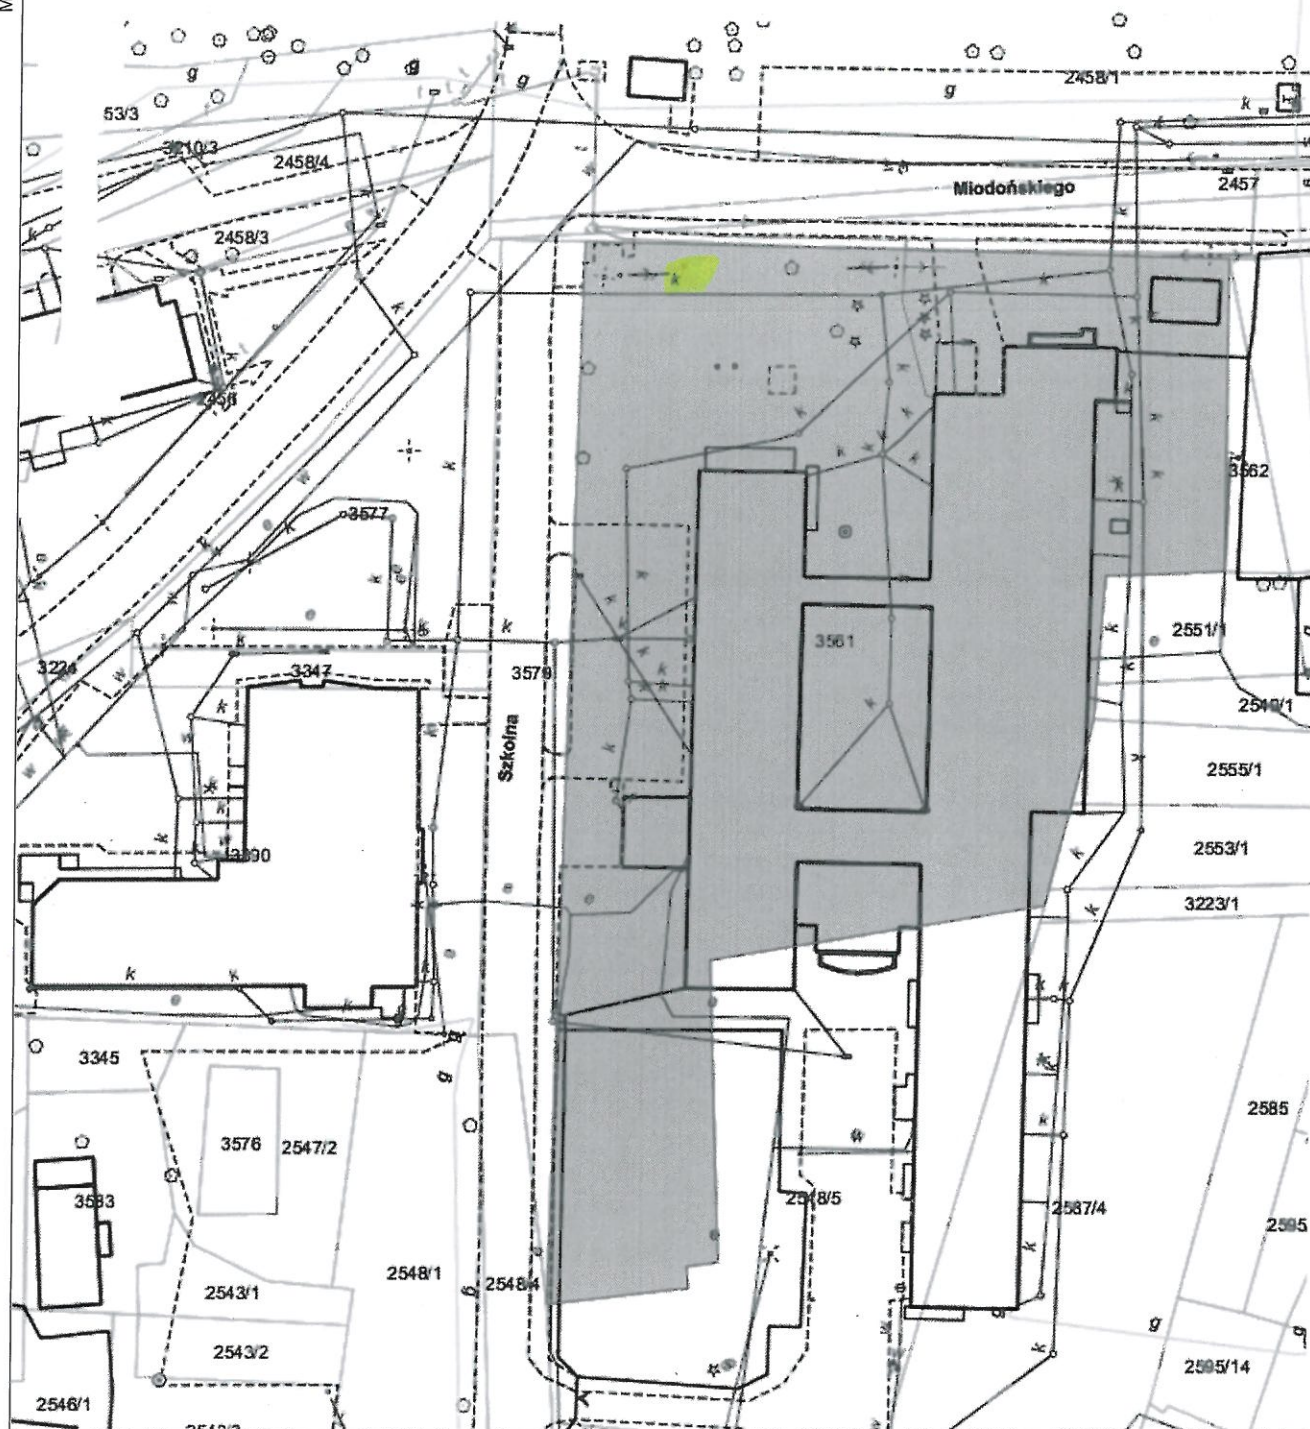 M
g
g
g
g
2458/1
k
53/3
3210/3
2458/4
Miodońskiego
2457
k
2458/3
k
k
k
k
k
2456
k
k
k
k
k
k
w
3562
3577
e
k
k
k
w
e
k
3561
2551/1
e
k
k
3224
w
3347
3579
k
k
2549/1
k
k
Szkolna
w
2555/1
k
k
3390
k
2553/1
e
e
k
3223/1
k
k
e
e
k
k
3345
g
2585
3576
2547/2
k
w
3583
2548/5
2587/4
2595
e
k
2548/1
2548/4
2543/1
g
g
g
2543/2
k
2595/14
2546/1
w